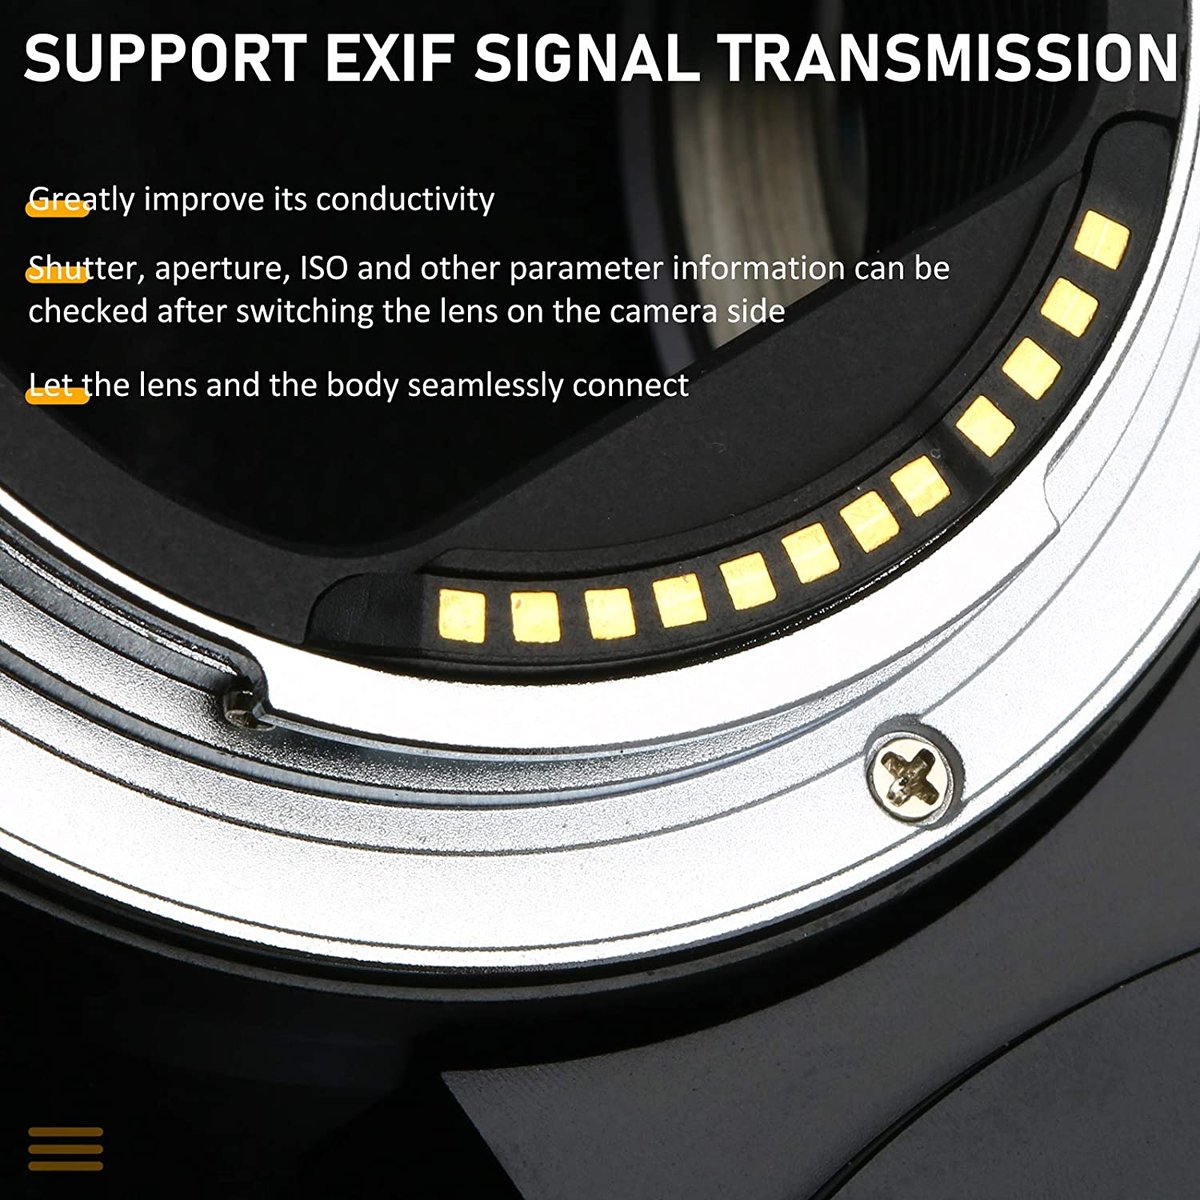 SUPPORT EXIF SIGNAL TRANSMISSION
Greatly improve its conductivity
Shutter, aperture, ISO and other parameter information can be
checked after switching the lens on the camera side
Let the lens and the body seamlessly connect